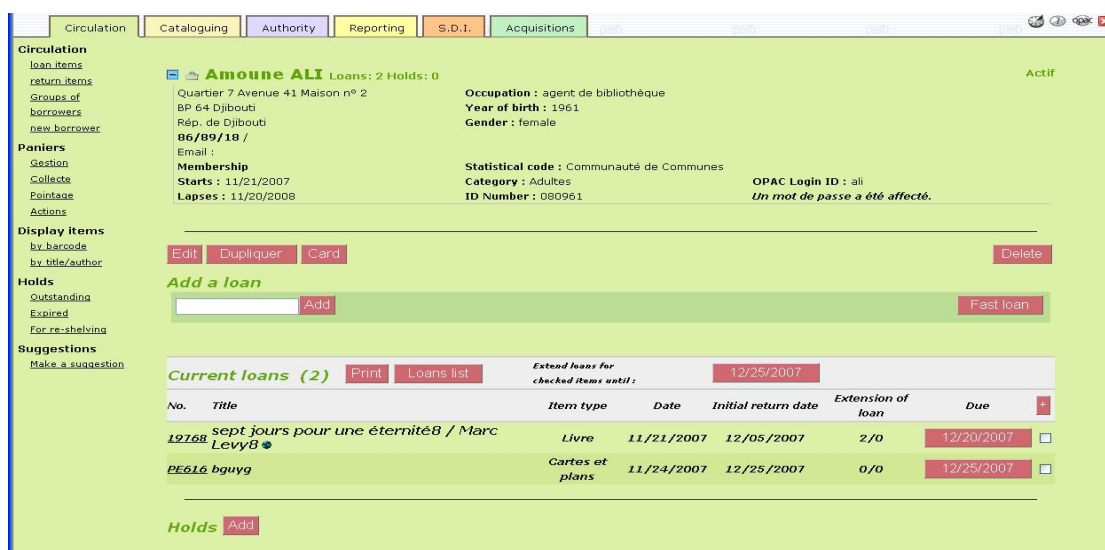 Circulation Cataloguing Authority Reporting S.D.I. Acquisitions opac
Circulation
loan items
return items
Groups of
borrowers
new borrower
Paniers
Gestion
Collecte
Pointage
Actions
Display items
by barcode
by title/author
Holds
Outstanding
Expired
For re-shelving
Suggestions
Make a suggestion
Amoune ALI Loans: 2 Holds: 0 Actif
Quartier 7 Avenue 41 Maison nº 2 Occupation : agent de bibliothèque
BP 64 Djibouti Year of birth : 1961
Rép. de Djibouti Gender : female
86/89/18 /
Email :
Membership Statistical code : Communauté de Communes
Starts : 11/21/2007 Category : Adultes OPAC Login ID : ali
Lapses : 11/20/2008 ID Number : 080961 Un mot de passe a été affecté.
Edit Dupliquer Card Delete
Add a loan
Add Fast loan
Current loans (2) Print Loans list Extend loans for
checked items until : 12/25/2007
No. Title Item type Date Initial return date Extension of
loan Due +
19768 sept jours pour une éternité8 / Marc
Levy8 Livre 11/21/2007 12/05/2007 2/0 12/20/2007
PE616 bguyg Cartes et
plans 11/24/2007 12/25/2007 0/0 12/25/2007
Holds Add